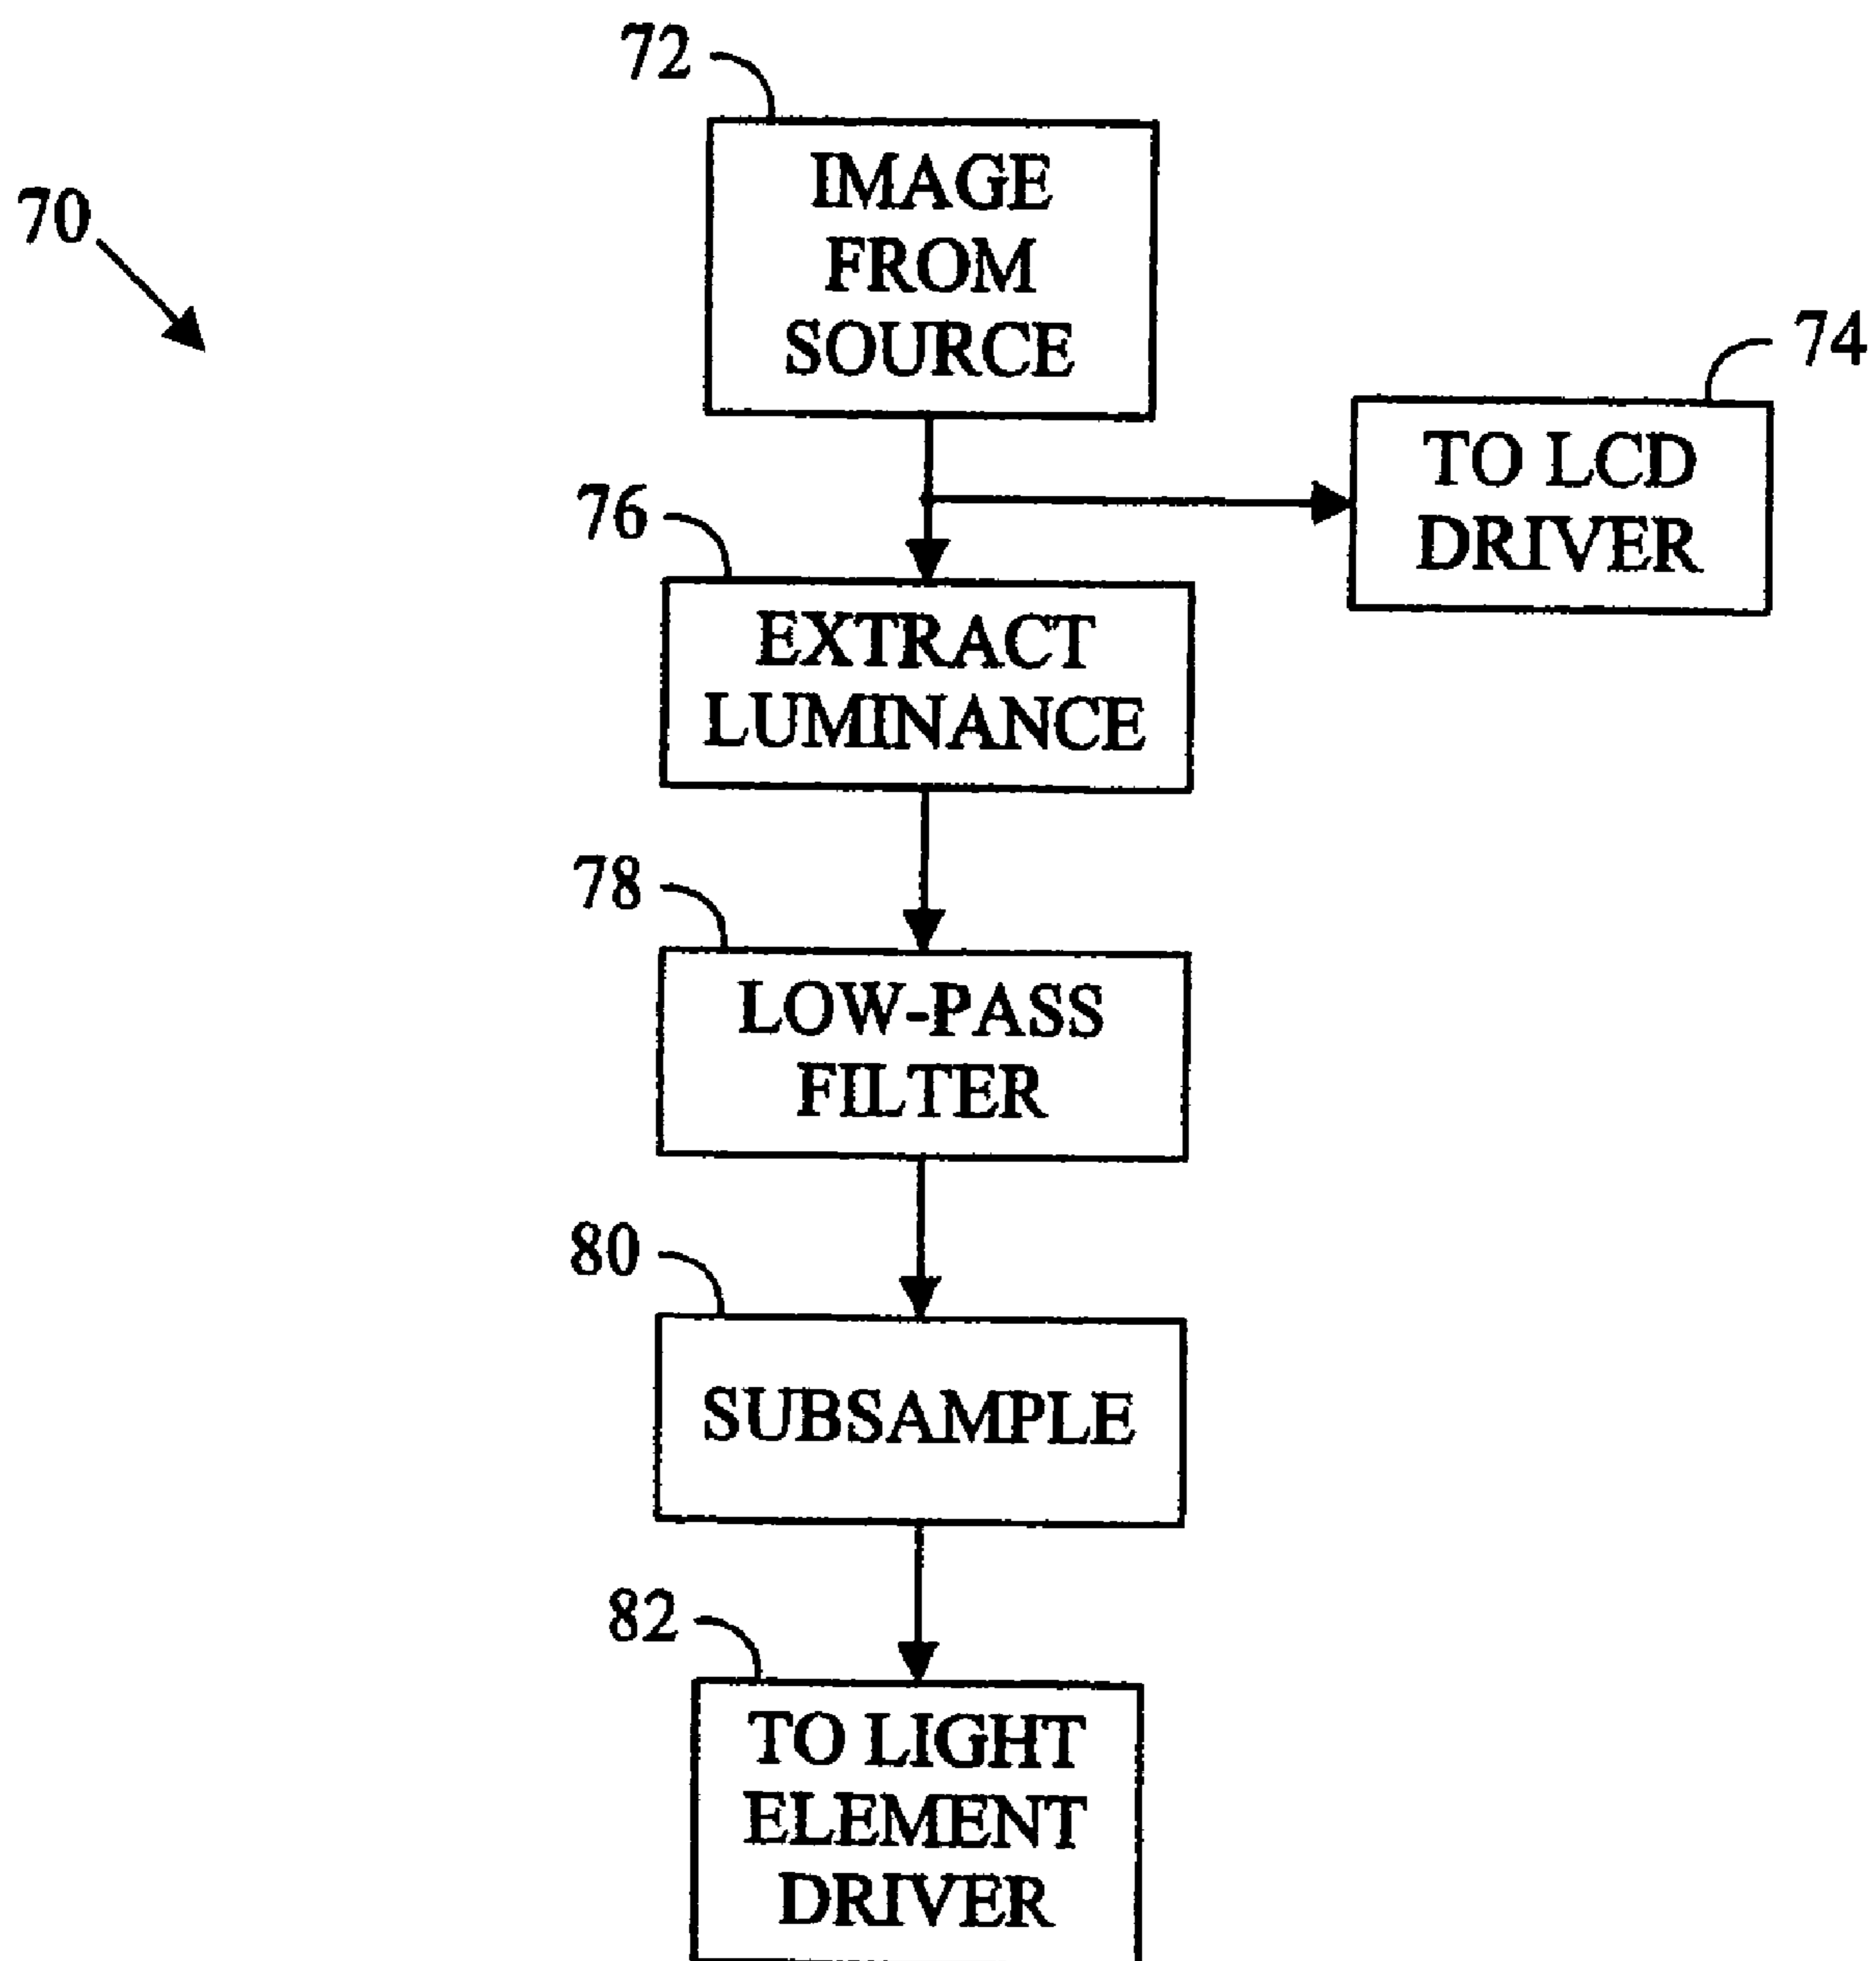 72
IMAGE
FROM
SOURCE
70
74
TO LCD
DRIVER
76
EXTRACT
LUMINANCE
78
LOW-PASS
FILTER
80
SUBSAMPLE
82
TO LIGHT
ELEMENT
DRIVER